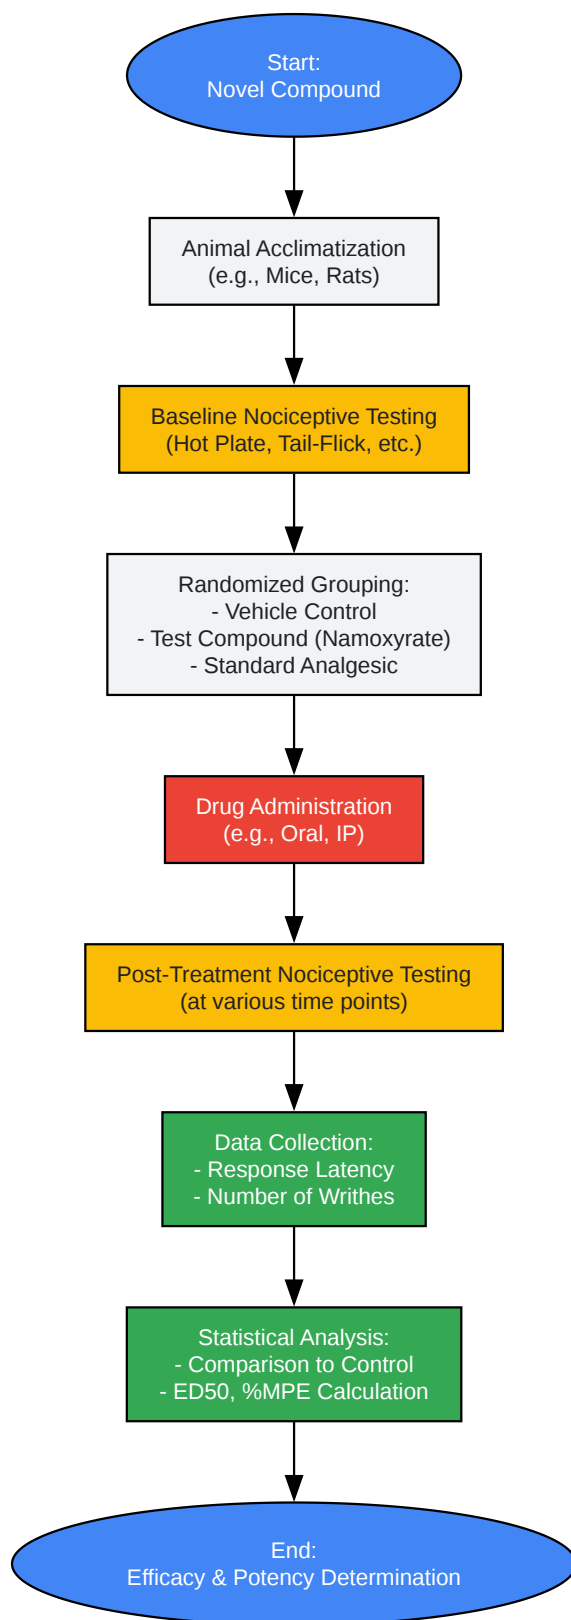 Start:
Novel Compound
Animal Acclimatization
(e.g., Mice, Rats)
Baseline Nociceptive Testing
(Hot Plate, Tail-Flick, etc.)
Randomized Grouping:
- Vehicle Control
- Test Compound (Namoxyrate)
- Standard Analgesic
Drug Administration
(e.g., Oral, IP)
Post-Treatment Nociceptive Testing
(at various time points)
Data Collection:
- Response Latency
- Number of Writhes
Statistical Analysis:
- Comparison to Control
- ED50, %MPE Calculation
End:
Efficacy & Potency Determination